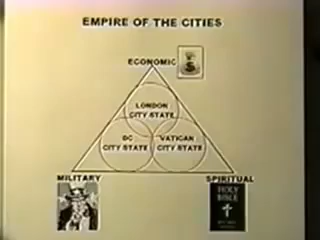 EMPIRE OF THE CITIES
ECONOMIC
LONDON
CITY STATE
DC
CITY STATE
VATICAN
CITY STATE
MILITARY
SPIRITUAL
HOLY
BIBLE